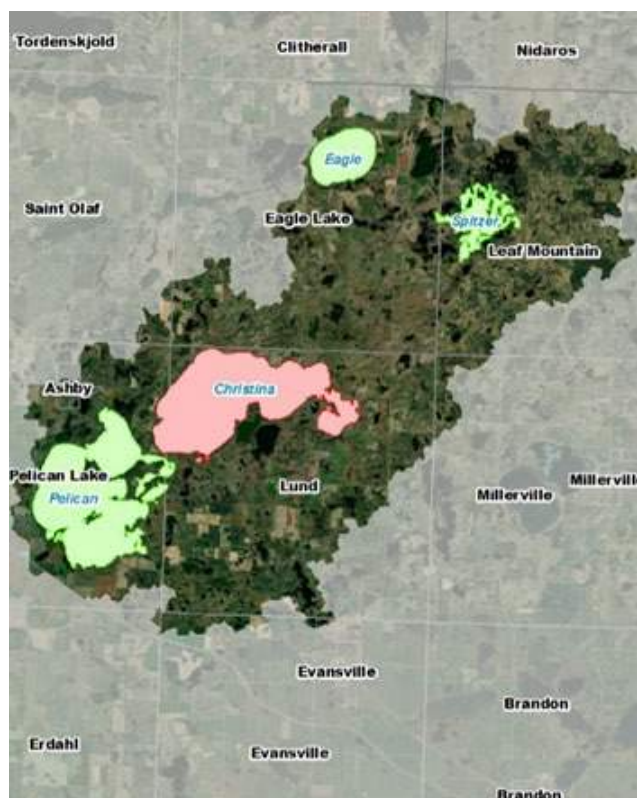 Tordenskjold
Clitherall
Nidaros
Eagle
Saint Olaf
Eagle Lake
Spitzer
Leaf Mountain
Ashby
Christina
Pelican Lake
Pelican
Lund
Millerville
Millervill
Evansville
Brandon
Erdahl
Evansville
Brandon